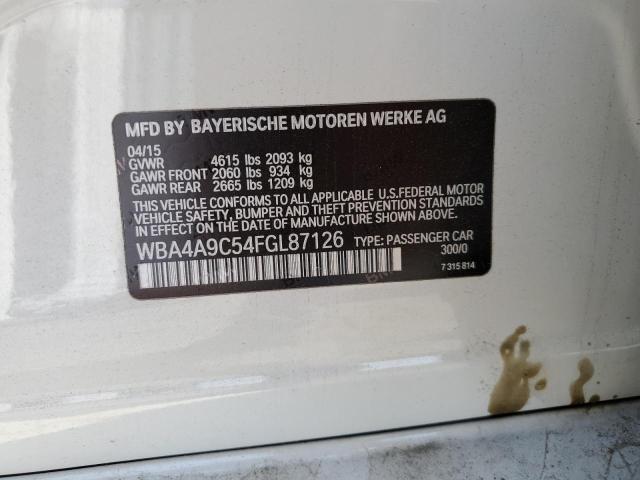 MFD BY BAYERISCHE MOTOREN WERKE AG
04/15
GVWR 4615 lbs 2093 kg
GAWR FRONT 2060 lbs 934 kg
GAWR REAR 2665 lbs 1209 kg
THIS VEHICLE CONFORMS TO ALL APPLICABLE U.S.FEDERAL MOTOR
VEHICLE SAFETY, BUMPER, AND THEFT PREVENTION STANDARDS
IN EFFECT ON THE DATE OF MANUFACTURE SHOWN ABOVE.
WBA4A9C54FGL87126 TYPE: PASSENGER CAR
300/0
7 315 814